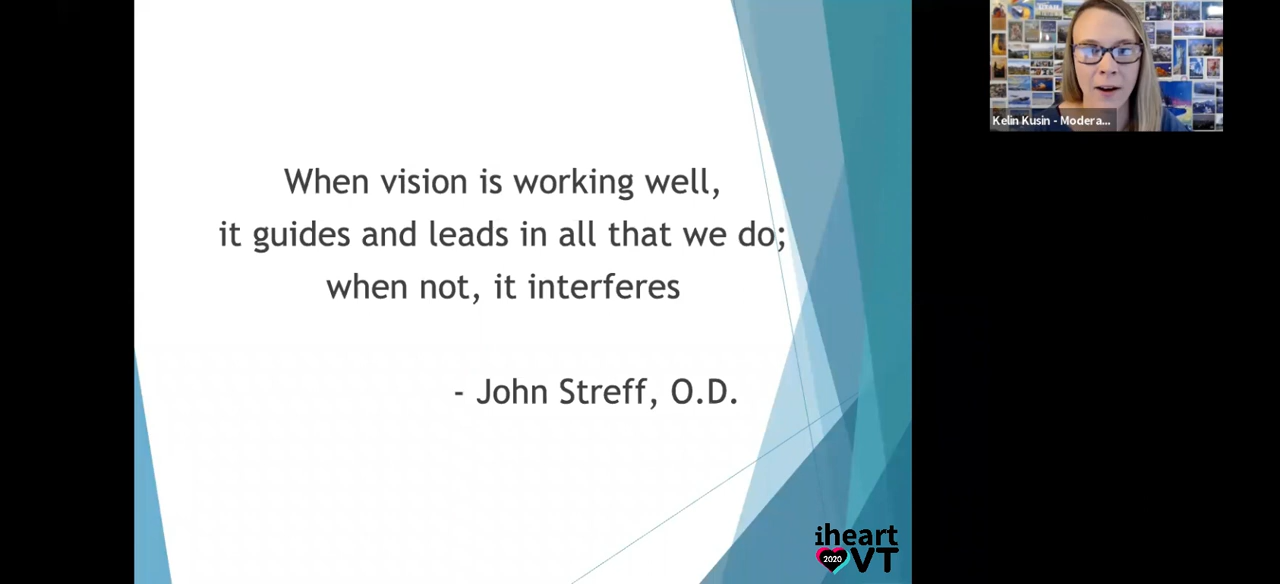 When vision is working well,
it guides and leads in all that we do;
when not, it interferes
- John Streff, O.D.
Kelin Kusin - Modera...
iheart
2020
VT